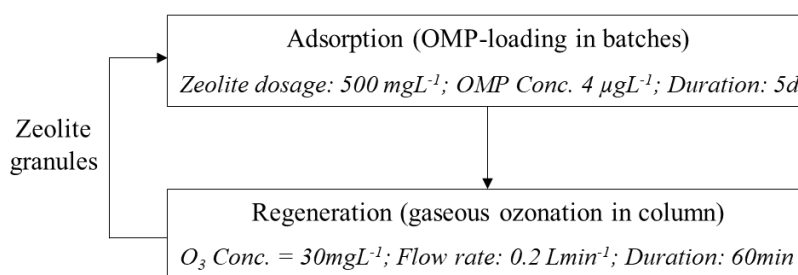 Adsorption (OMP-loading in batches)
Zeolite dosage: 500 mgL⁻¹; OMP Conc. 4 µgL⁻¹; Duration: 5d
Zeolite
granules
Regeneration (gaseous ozonation in column)
O₃ Conc. = 30mgL⁻¹; Flow rate: 0.2 Lmin⁻¹; Duration: 60min